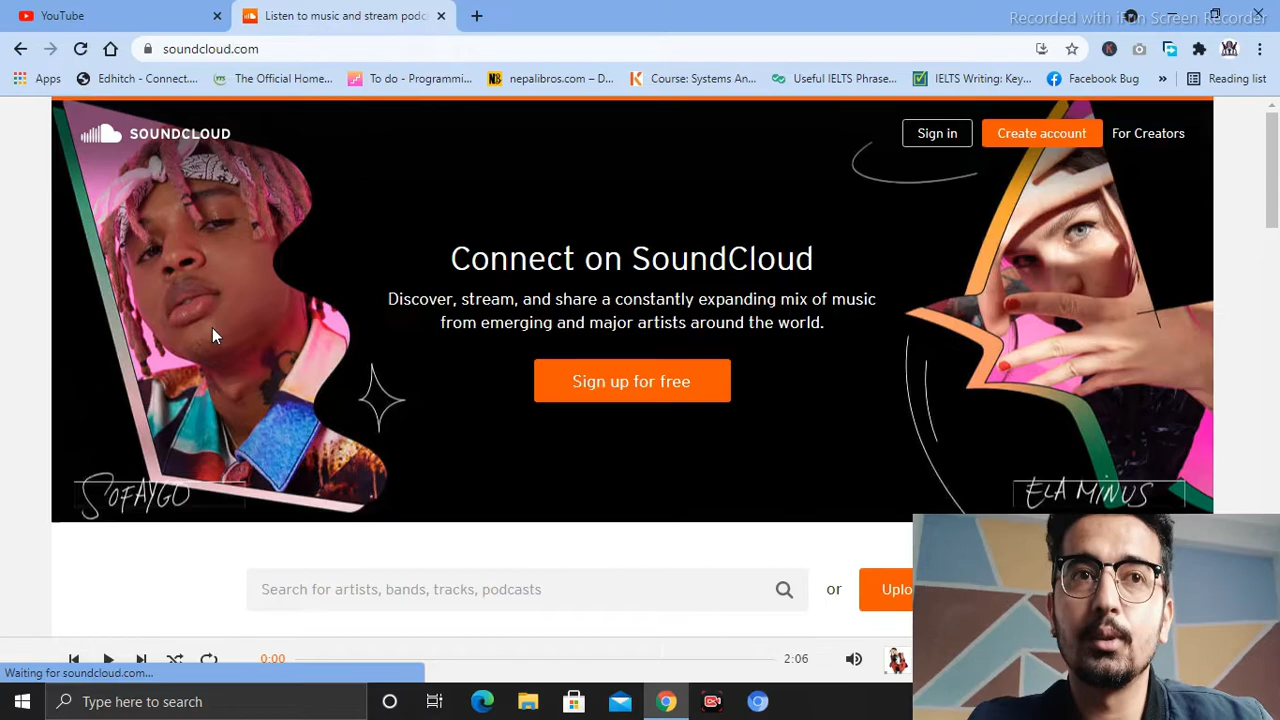 YouTube
Listen to music and stream podc
Recorded with iFun Screen Recorder
soundcloud.com
Apps
Edhitch - Connect...
The Official Home...
To do - Programmi...
nepalibros.com – D...
Course: Systems An...
Useful IELTS Phrase...
IELTS Writing: Key...
Facebook Bug
»
Reading list
SOUNDCLOUD
Sign in
Create account
For Creators
Connect on SoundCloud
Discover, stream, and share a constantly expanding mix of music
from emerging and major artists around the world.
Sign up for free
SOFAYGO
ELA MINUS
Search for artists, bands, tracks, podcasts
or
Uplo
0:00
2:06
Waiting for soundcloud.com...
Type here to search